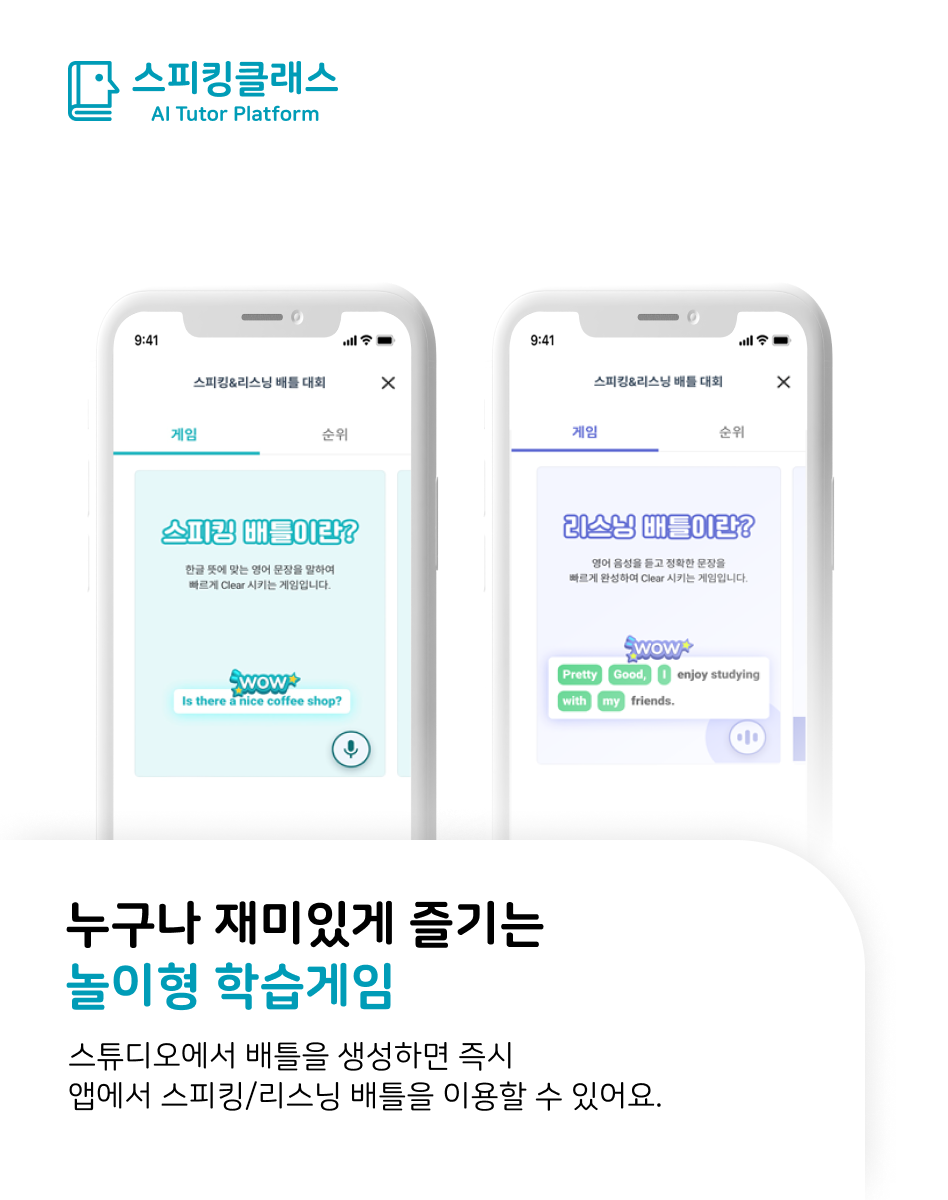 스피킹클래스
AI Tutor Platform
9:41
스피킹&리스닝 배틀 대회
게임
순위
스피킹 배틀이란?
한글 뜻에 맞는 영어 문장을 말하여
빠르게 Clear 시키는 게임입니다.
WOW
Is there a nice coffee shop?
9:41
스피킹&리스닝 배틀 대회
게임
순위
리스닝 배틀이란?
영어 음성을 듣고 정확한 문장을
빠르게 완성하여 Clear 시키는 게임입니다.
WOW
Pretty Good, I enjoy studying
with my friends.
누구나 재미있게 즐기는
놀이형 학습게임
스튜디오에서 배틀을 생성하면 즉시
앱에서 스피킹/리스닝 배틀을 이용할 수 있어요.